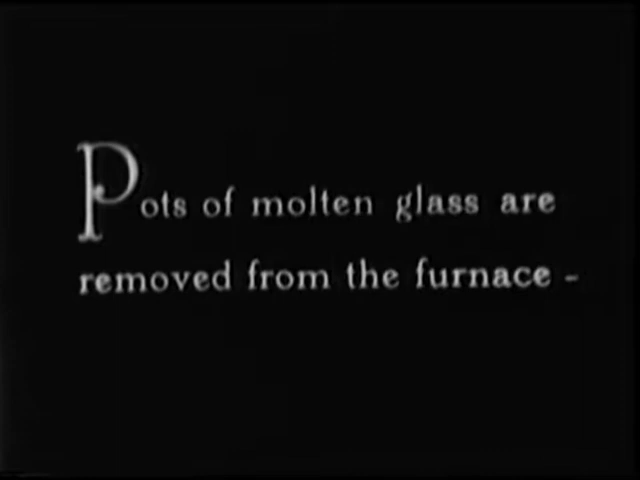 Pots of molten glass are
removed from the furnace -